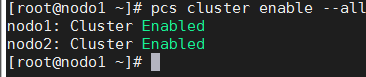 [root@nodo1 ~]# pcs cluster enable --all
nodo1: Cluster Enabled
nodo2: Cluster Enabled
[root@nodo1 ~]#